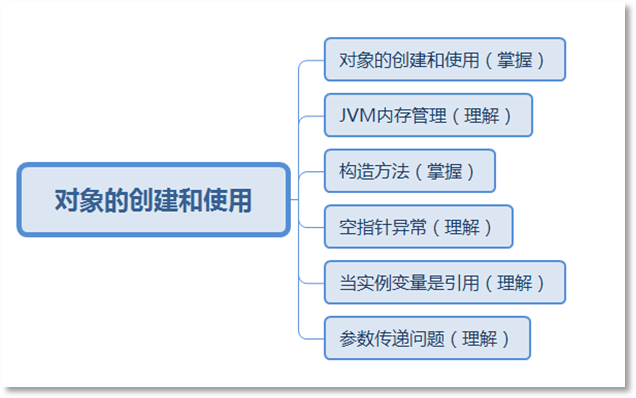 对象的创建和使用
对象的创建和使用（掌握）
JVM内存管理（理解）
构造方法（掌握）
空指针异常（理解）
当实例变量是引用（理解）
参数传递问题（理解）